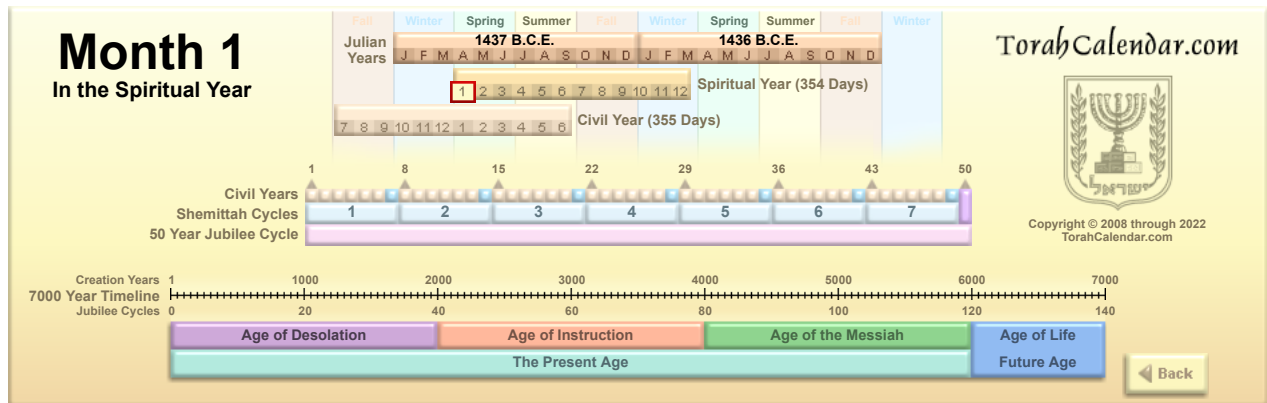 Month 1
In the Spiritual Year
Fall Winter Spring Summer Fall Winter Spring Summer Fall Winter
Julian Years
1437 B.C.E. 1436 B.C.E.
J F M A M J J A S O N D J F M A M J J A S O N D
1 2 3 4 5 6 7 8 9 10 11 12 Spiritual Year (354 Days)
7 8 9 10 11 12 1 2 3 4 5 6 Civil Year (355 Days)
1 8 15 22 29 36 43 50
Civil Years
Shemittah Cycles 1 2 3 4 5 6 7
50 Year Jubilee Cycle
TorahCalendar.com
ישראל
Copyright © 2008 through 2022
TorahCalendar.com
Creation Years 1 1000 2000 3000 4000 5000 6000 7000
7000 Year Timeline
Jubilee Cycles 0 20 40 60 80 100 120 140
Age of Desolation Age of Instruction Age of the Messiah Age of Life
The Present Age Future Age
Back